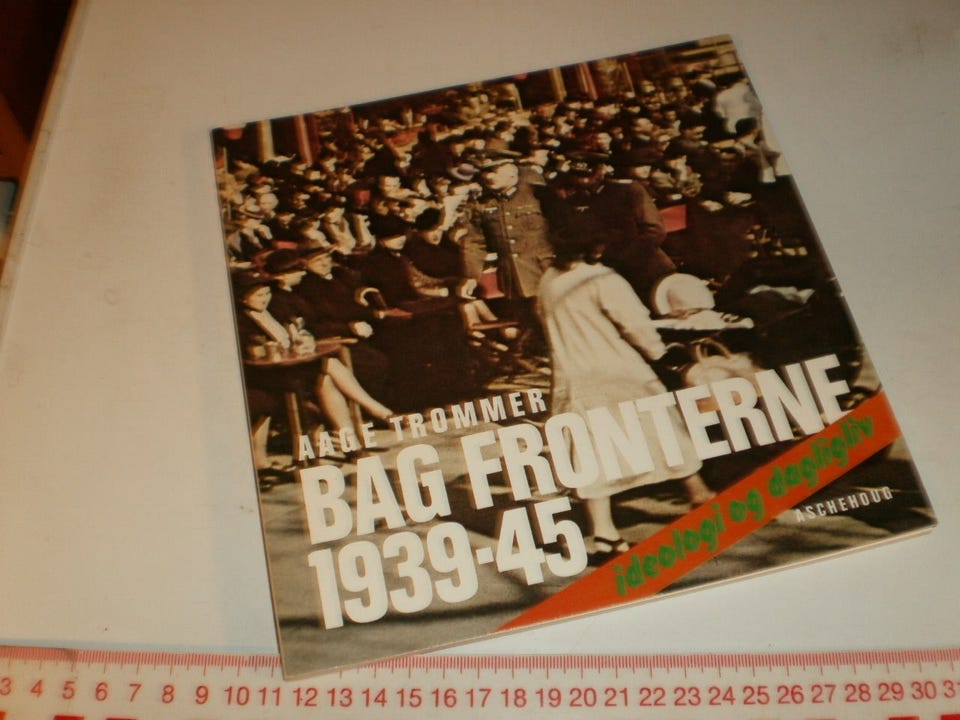 AAGE TROMMER
BAG FRONTERNE
1939-45
ideologi og dagligliv
ASCHEHOUG
3 4 5 6 7 8 9 10 11 12 13 14 15 16 17 18 19 20 21 22 23 24 25 26 27 28 29 30 31